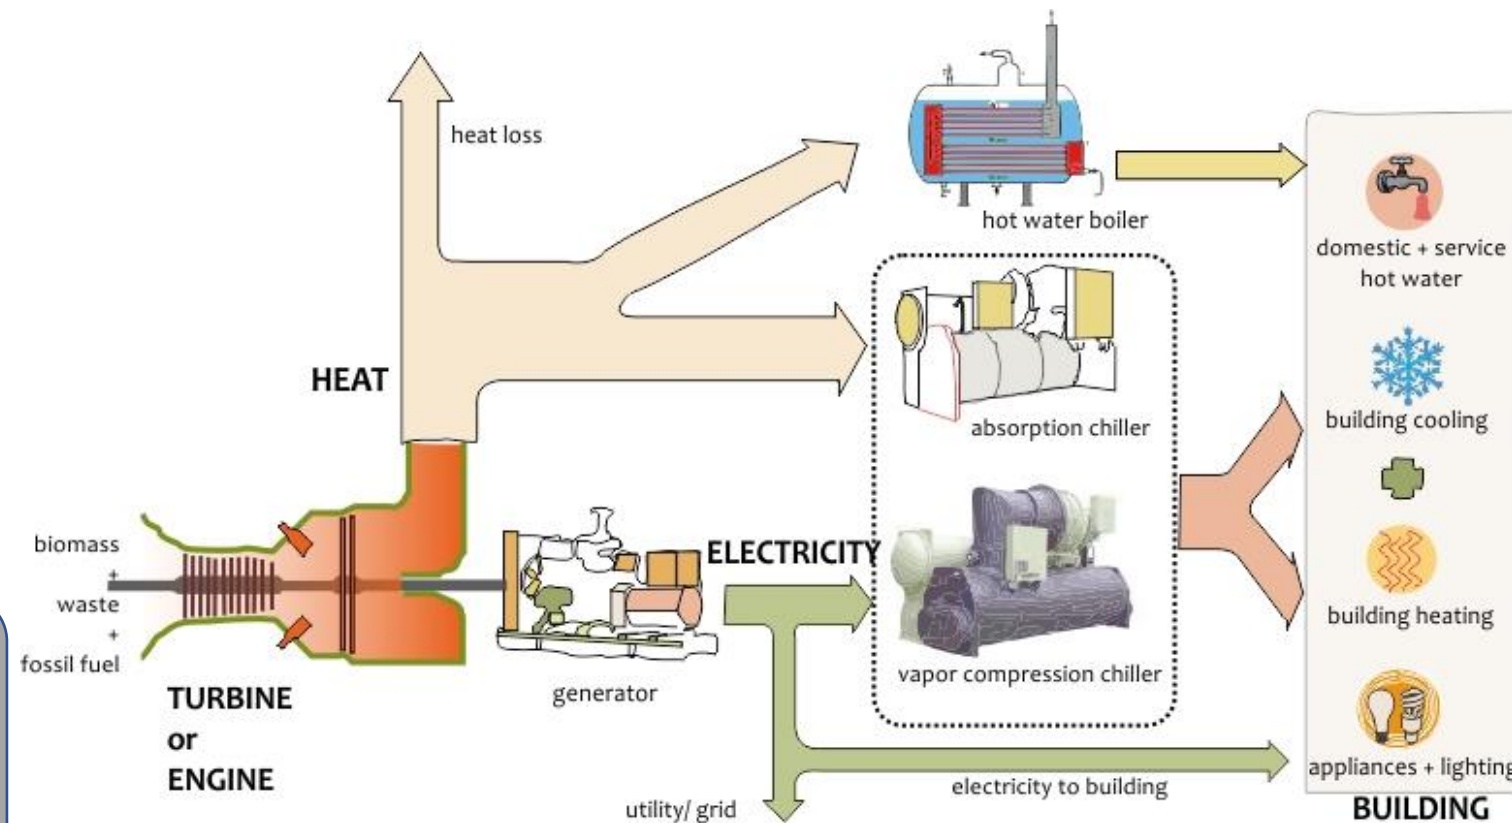 heat loss
hot water boiler
domestic + service
hot water
HEAT
absorption chiller
building cooling
biomass
+
waste
+
fossil fuel
ELECTRICITY
generator
vapor compression chiller
building heating
TURBINE
or
ENGINE
utility/ grid
electricity to building
appliances + lighting
BUILDING